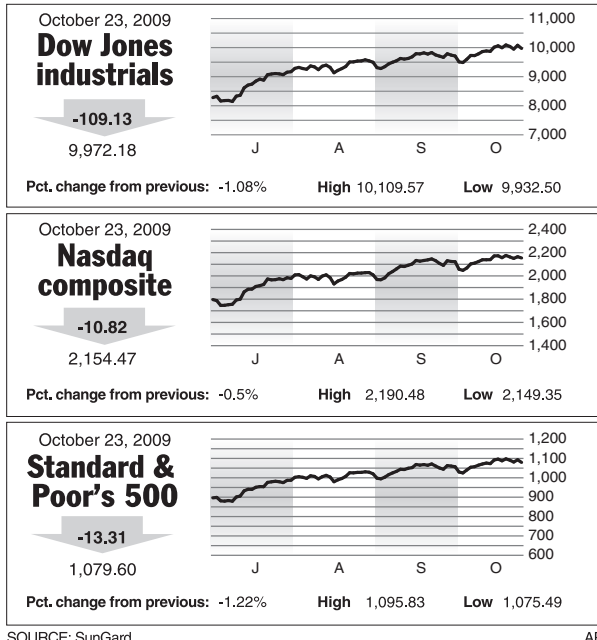 October 23, 2009
Dow Jones
industrials
-109.13
9,972.18
11,000
10,000
9,000
8,000
7,000
J A S O
Pct. change from previous: -1.08% High 10,109.57 Low 9,932.50
October 23, 2009
Nasdaq
composite
-10.82
2,154.47
2,400
2,200
2,000
1,800
1,600
1,400
J A S O
Pct. change from previous: -0.5% High 2,190.48 Low 2,149.35
October 23, 2009
Standard &
Poor's 500
-13.31
1,079.60
1,200
1,100
1,000
900
800
700
600
J A S O
Pct. change from previous: -1.22% High 1,095.83 Low 1,075.49
SOURCE: SunGard